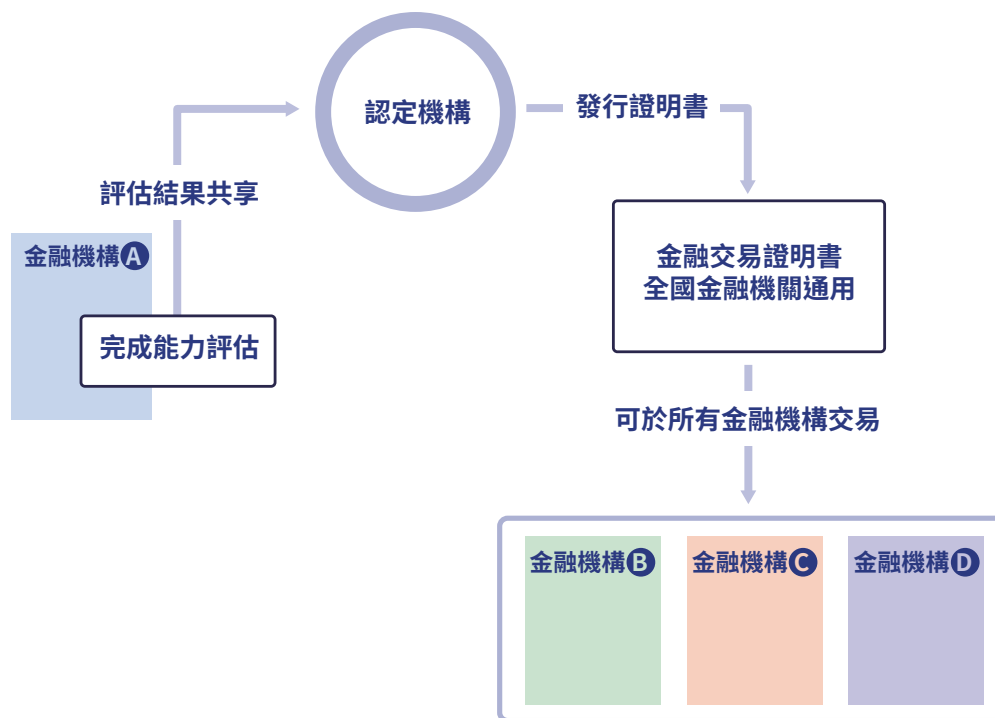 認定機構
發行證明書
評估結果共享
金融機構A
完成能力評估
金融交易證明書
全國金融機關通用
可於所有金融機構交易
金融機構B
金融機構C
金融機構D